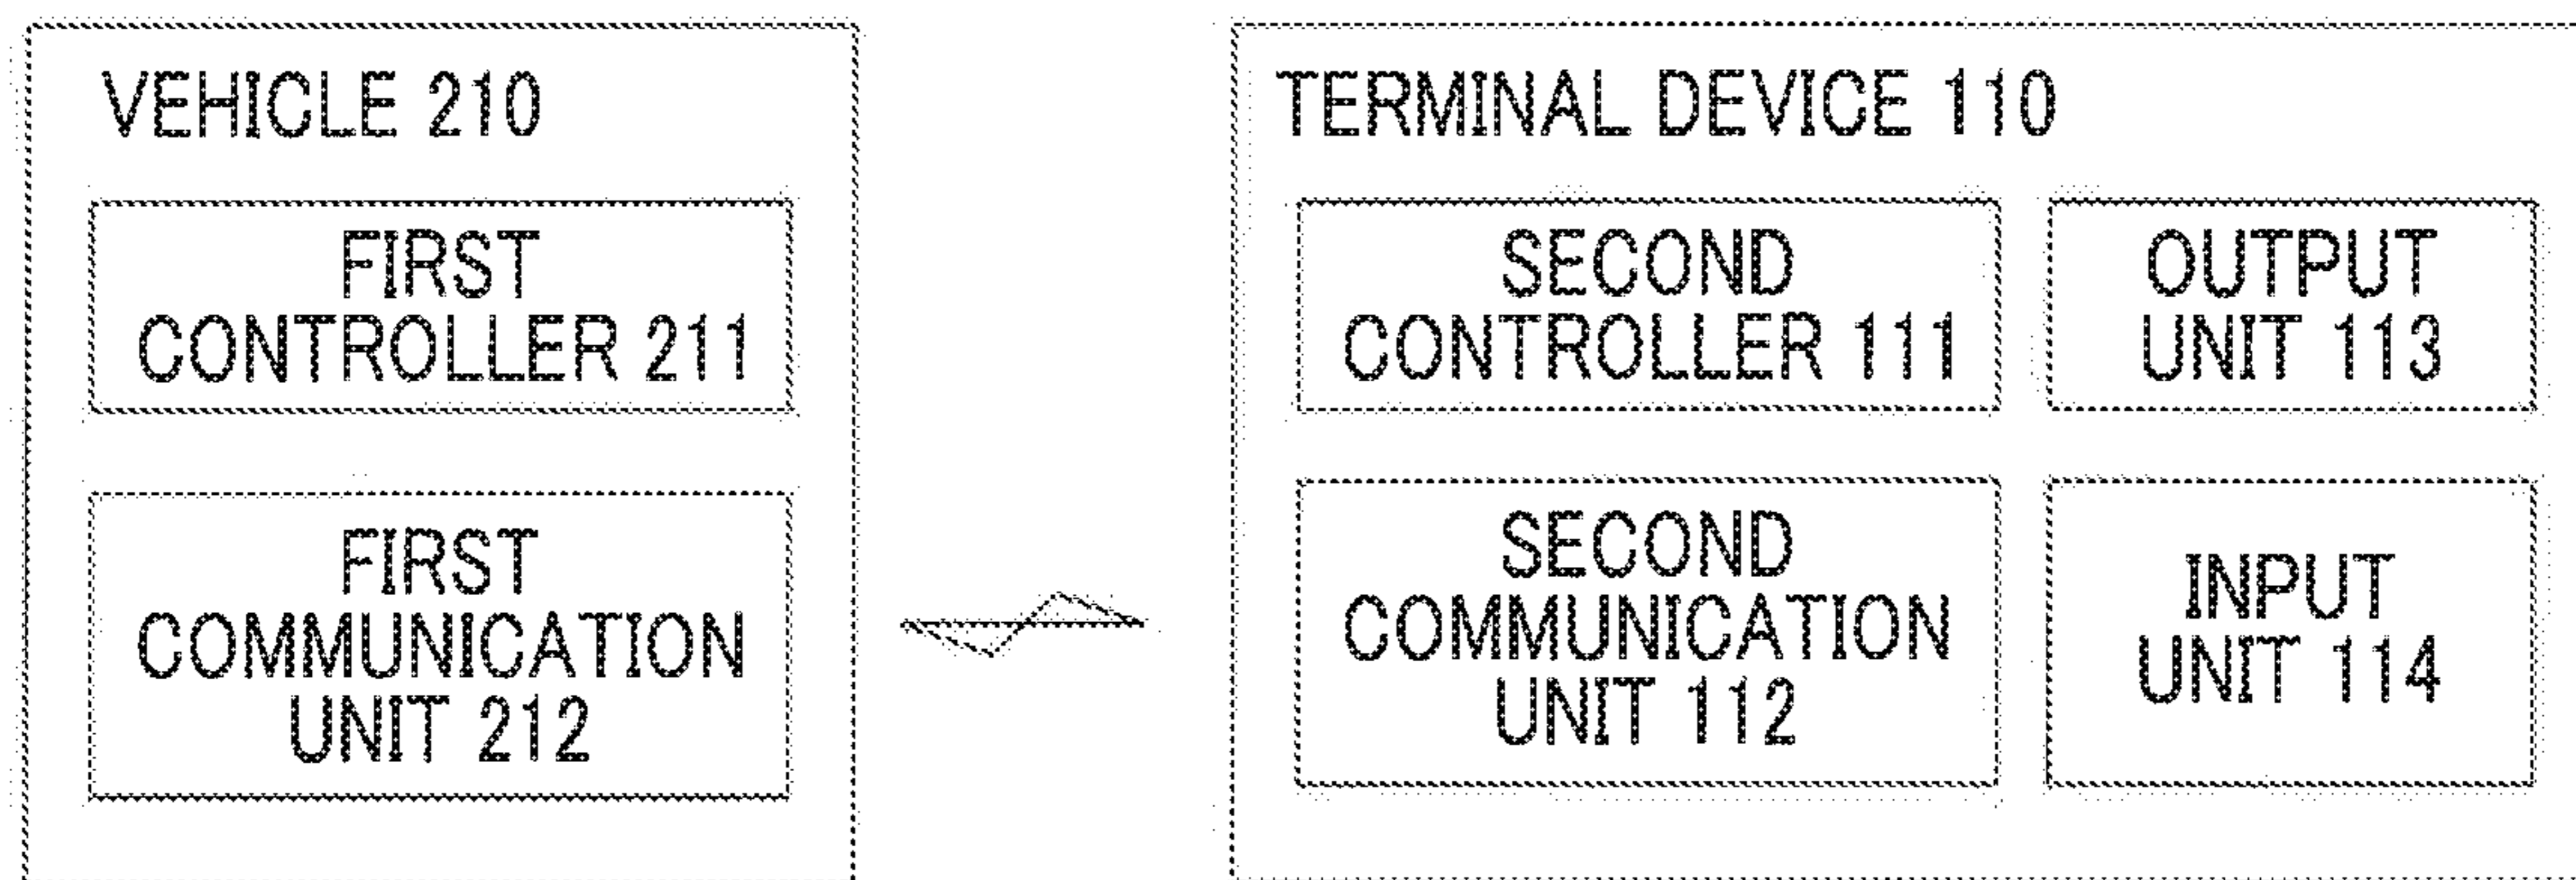 VEHICLE 210
FIRST
CONTROLLER 211
FIRST
COMMUNICATION
UNIT 212
TERMINAL DEVICE 110
SECOND
CONTROLLER 111
OUTPUT
UNIT 113
SECOND
COMMUNICATION
UNIT 112
INPUT
UNIT 114